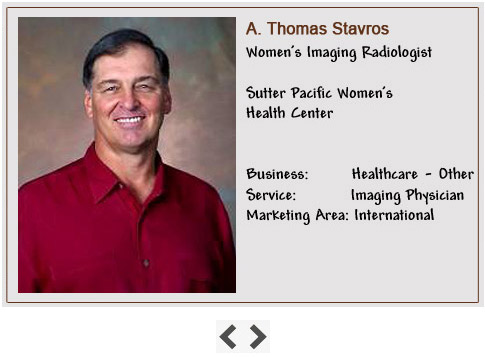 A. Thomas Stavros
Women's Imaging Radiologist
Sutter Pacific Women's
Health Center
Business: Healthcare - Other
Service: Imaging Physician
Marketing Area: International